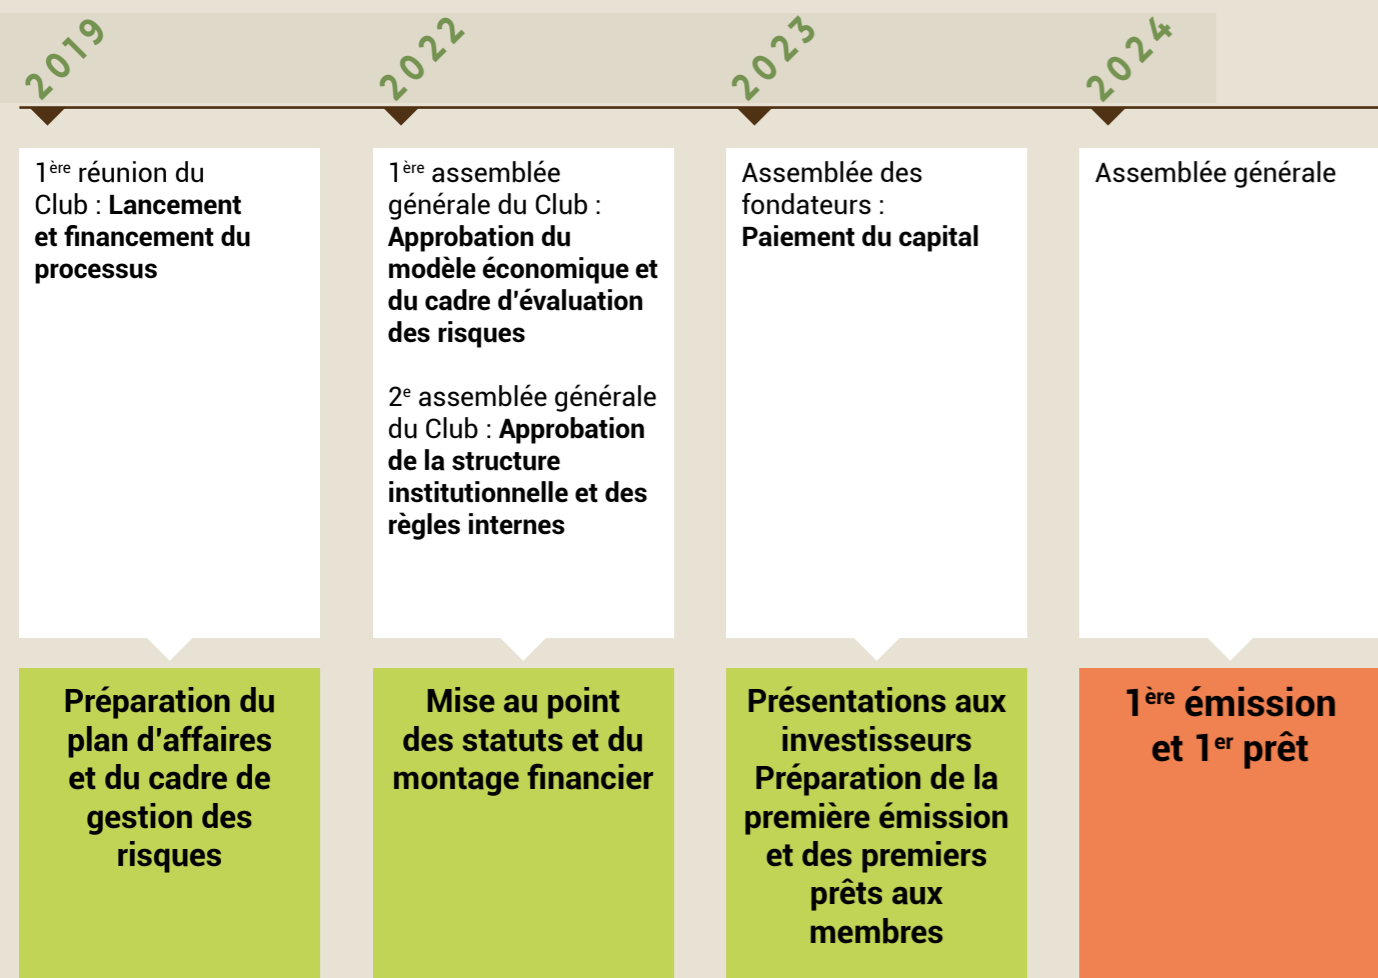 2019
2022
2023
2024
1ère réunion du
Club : Lancement
et financement du
processus
1ère assemblée
générale du Club :
Approbation du
modèle économique et
du cadre d'évaluation
des risques
2e assemblée générale
du Club : Approbation
de la structure
institutionnelle et des
règles internes
Assemblée des
fondateurs :
Paiement du capital
Assemblée générale
Préparation du
plan d'affaires
et du cadre de
gestion des
risques
Mise au point
des statuts et du
montage financier
Présentations aux
investisseurs
Préparation de la
première émission
et des premiers
prêts aux
membres
1ère émission
et 1er prêt